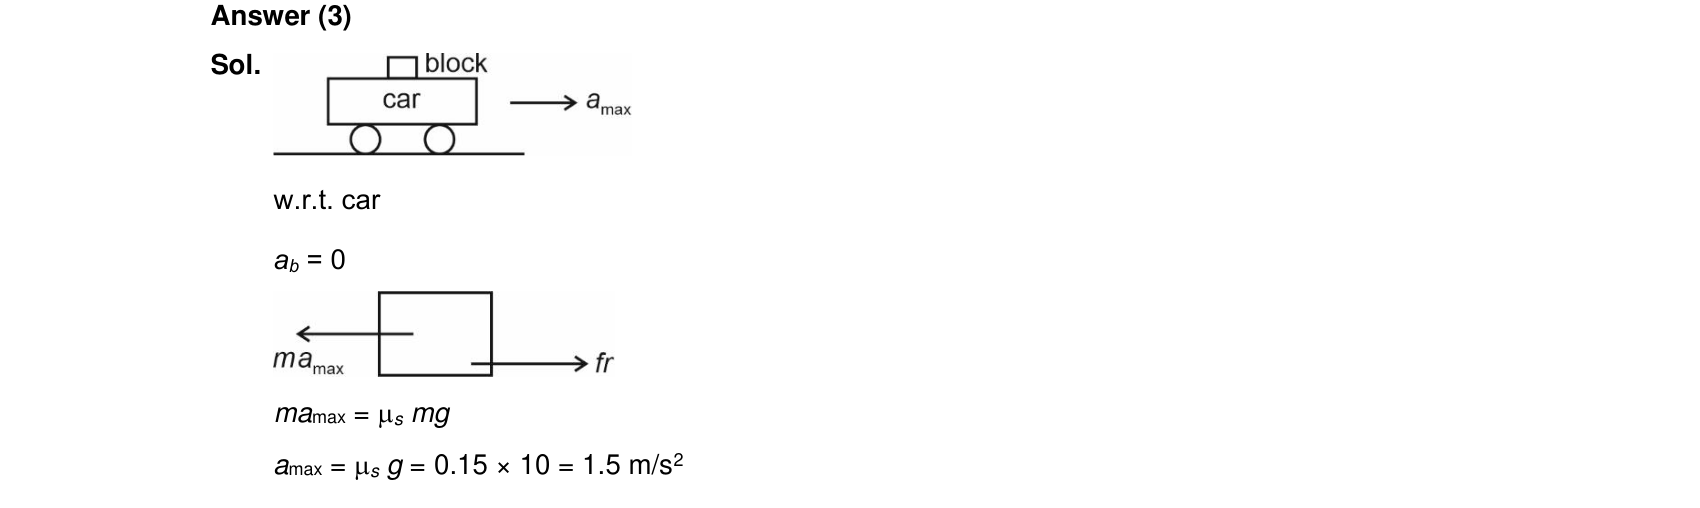 Answer (3)
Sol.
block
car
a_max
w.r.t. car
a_b = 0
ma_max
fr
ma_max = μ_s mg
a_max = μ_s g = 0.15 × 10 = 1.5 m/s²